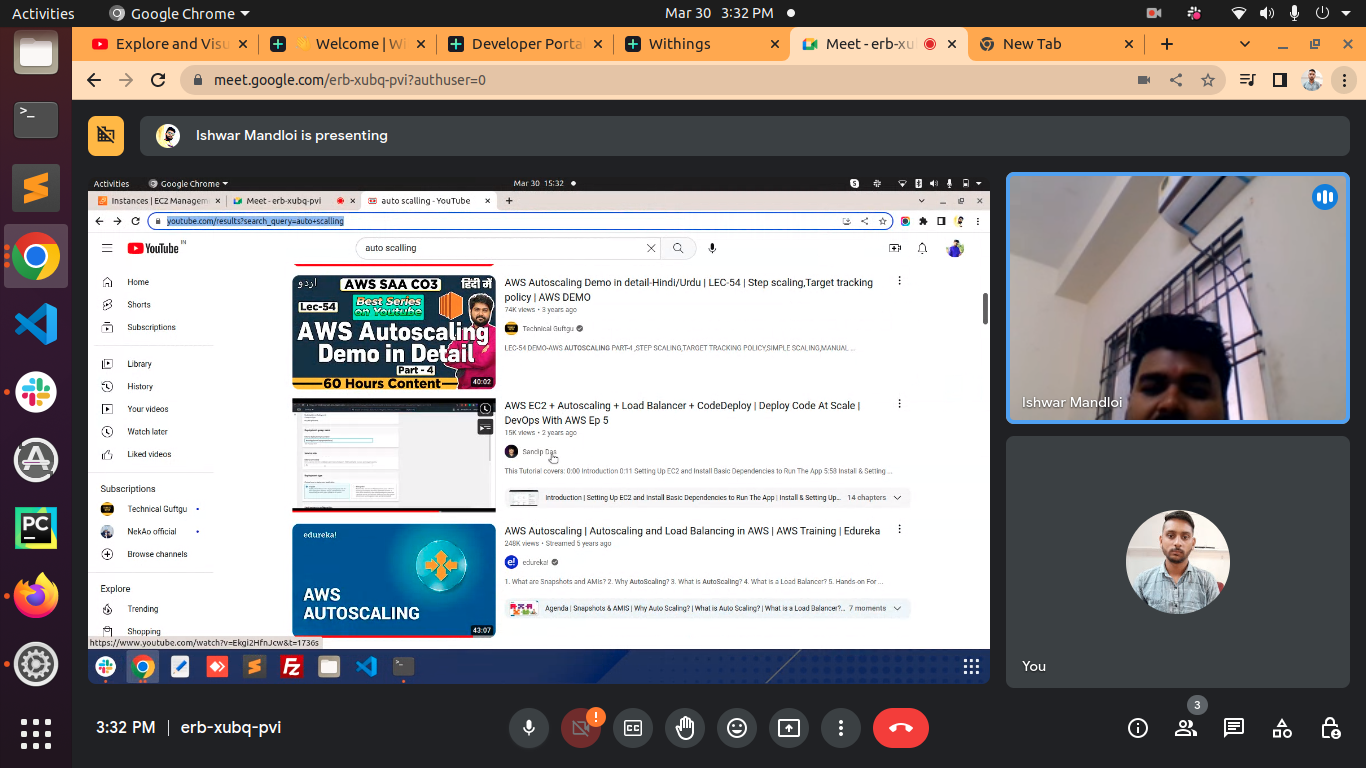 Activities
Google Chrome
Mar 30 3:32 PM
Explore and Visu
Welcome | Wi
Developer Porta
Withings
Meet - erb-xu
New Tab
meet.google.com/erb-xubq-pvi?authuser=0
Ishwar Mandloi is presenting
Activities
Google Chrome
Mar 30 15:32
Instances | EC2 Managem
Meet - erb-xubq-pvi
auto scalling - YouTube
youtube.com/results?search_query=auto+scalling
YouTube IN
auto scalling
Home
Shorts
Subscriptions
Library
History
Your videos
Watch later
Liked videos
Subscriptions
Technical Guftgu
NekAo official
Browse channels
Explore
Trending
Shopping
https://www.youtube.com/watch?v=Ekgi2HfnJcw&t=1736s
اردو
AWS SAA CO3
हिंदी में
Lec-54
Best Series
on Youtube
AWS Autoscaling
Demo in Detail
Part - 4
60 Hours Content
40:02
AWS Autoscaling Demo in detail-Hindi/Urdu | LEC-54 | Step scaling,Target tracking
policy | AWS DEMO
74K views • 3 years ago
Technical Guftgu
LEC-54 DEMO-AWS AUTOSCALING PART-4 ,STEP SCALING,TARGET TRACKING POLICY,SIMPLE SCALING,MANUAL ...
AWS EC2 + Autoscaling + Load Balancer + CodeDeploy | Deploy Code At Scale |
DevOps With AWS Ep 5
15K views • 2 years ago
Sandip Das
This Tutorial covers: 0:00 Introduction 0:11 Setting Up EC2 and Install Basic Dependencies to Run The App 5:58 Install & Setting ...
Introduction | Setting Up EC2 and Install Basic Dependencies to Run The App | Install & Setting Up...
14 chapters
edureka!
AWS
AUTOSCALING
43:07
AWS Autoscaling | Autoscaling and Load Balancing in AWS | AWS Training | Edureka
248K views • Streamed 5 years ago
edureka!
1. What are Snapshots and AMIs? 2. Why AutoScaling? 3. What is AutoScaling? 4. What is a Load Balancer? 5. Hands-on For ...
Agenda | Snapshots & AMIS | Why Auto Scaling? | What is Auto Scaling? | What is a Load Balancer?...
7 moments
Ishwar Mandloi
You
3:32 PM
erb-xubq-pvi
3